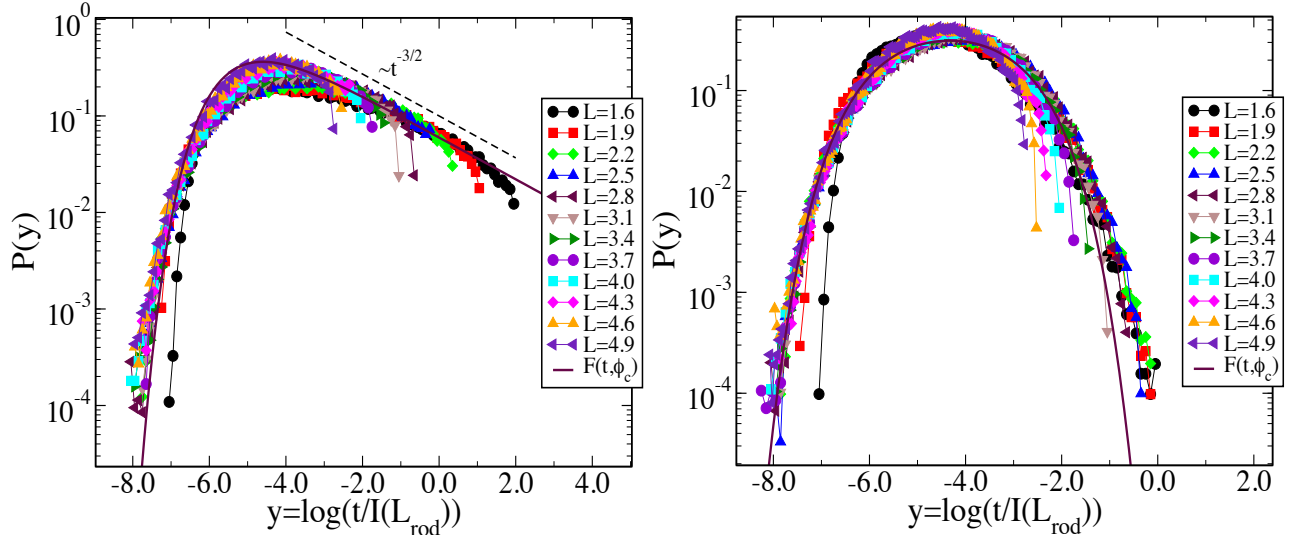 10^0
10^-1
10^-2
10^-3
10^-4
P(y)
~t^-3/2
L=1.6
L=1.9
L=2.2
L=2.5
L=2.8
L=3.1
L=3.4
L=3.7
L=4.0
L=4.3
L=4.6
L=4.9
F(t,ϕ_c)
-8.0 -6.0 -4.0 -2.0 0.0 2.0 4.0
y=log(t/I(L_rod))
10^-1
10^-2
10^-3
10^-4
P(y)
L=1.6
L=1.9
L=2.2
L=2.5
L=2.8
L=3.1
L=3.4
L=3.7
L=4.0
L=4.3
L=4.6
L=4.9
F(t,ϕ_c)
-8.0 -6.0 -4.0 -2.0 0.0 2.0
y=log(t/I(L_rod))